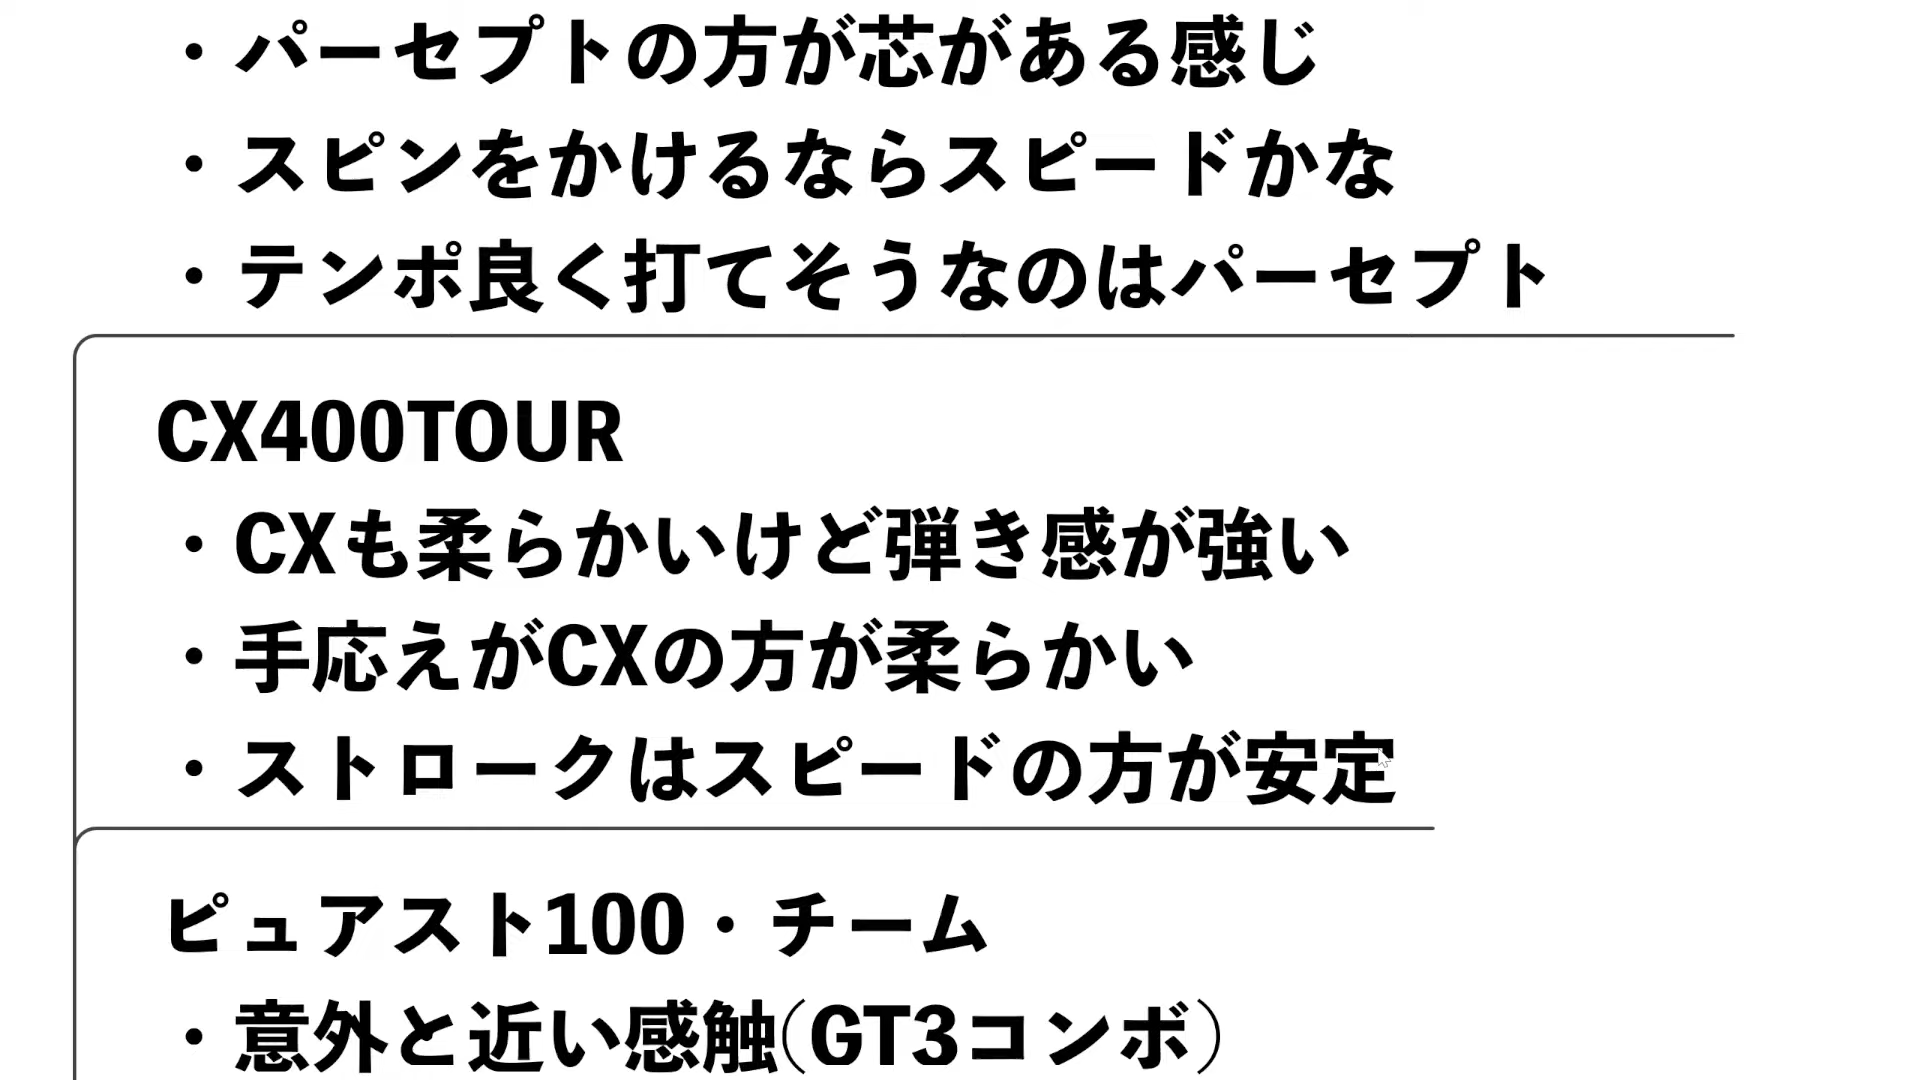 ・パーセプトの方が芯がある感じ
・スピンをかけるならスピードかな
・テンポ良く打てそうなのはパーセプト
CX400TOUR
・CXも柔らかいけど弾き感が強い
・手応えがCXの方が柔らかい
・ストロークはスピードの方が安定
ピュアスト100・チーム
・意外と近い感触(GT3コンボ)